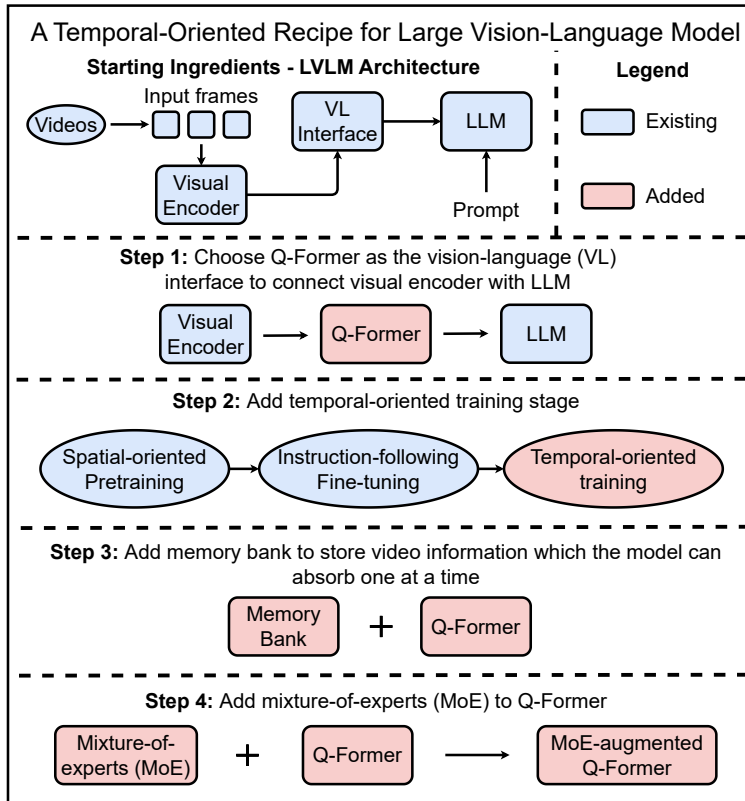 A Temporal-Oriented Recipe for Large Vision-Language Model
Starting Ingredients - LVLM Architecture
Videos
Input frames
Visual
Encoder
VL
Interface
LLM
Prompt
Legend
Existing
Added
Step 1: Choose Q-Former as the vision-language (VL)
interface to connect visual encoder with LLM
Visual
Encoder
Q-Former
LLM
Step 2: Add temporal-oriented training stage
Spatial-oriented
Pretraining
Instruction-following
Fine-tuning
Temporal-oriented
training
Step 3: Add memory bank to store video information which the model can
absorb one at a time
Memory
Bank
+
Q-Former
Step 4: Add mixture-of-experts (MoE) to Q-Former
Mixture-of-
experts (MoE)
+
Q-Former
MoE-augmented
Q-Former